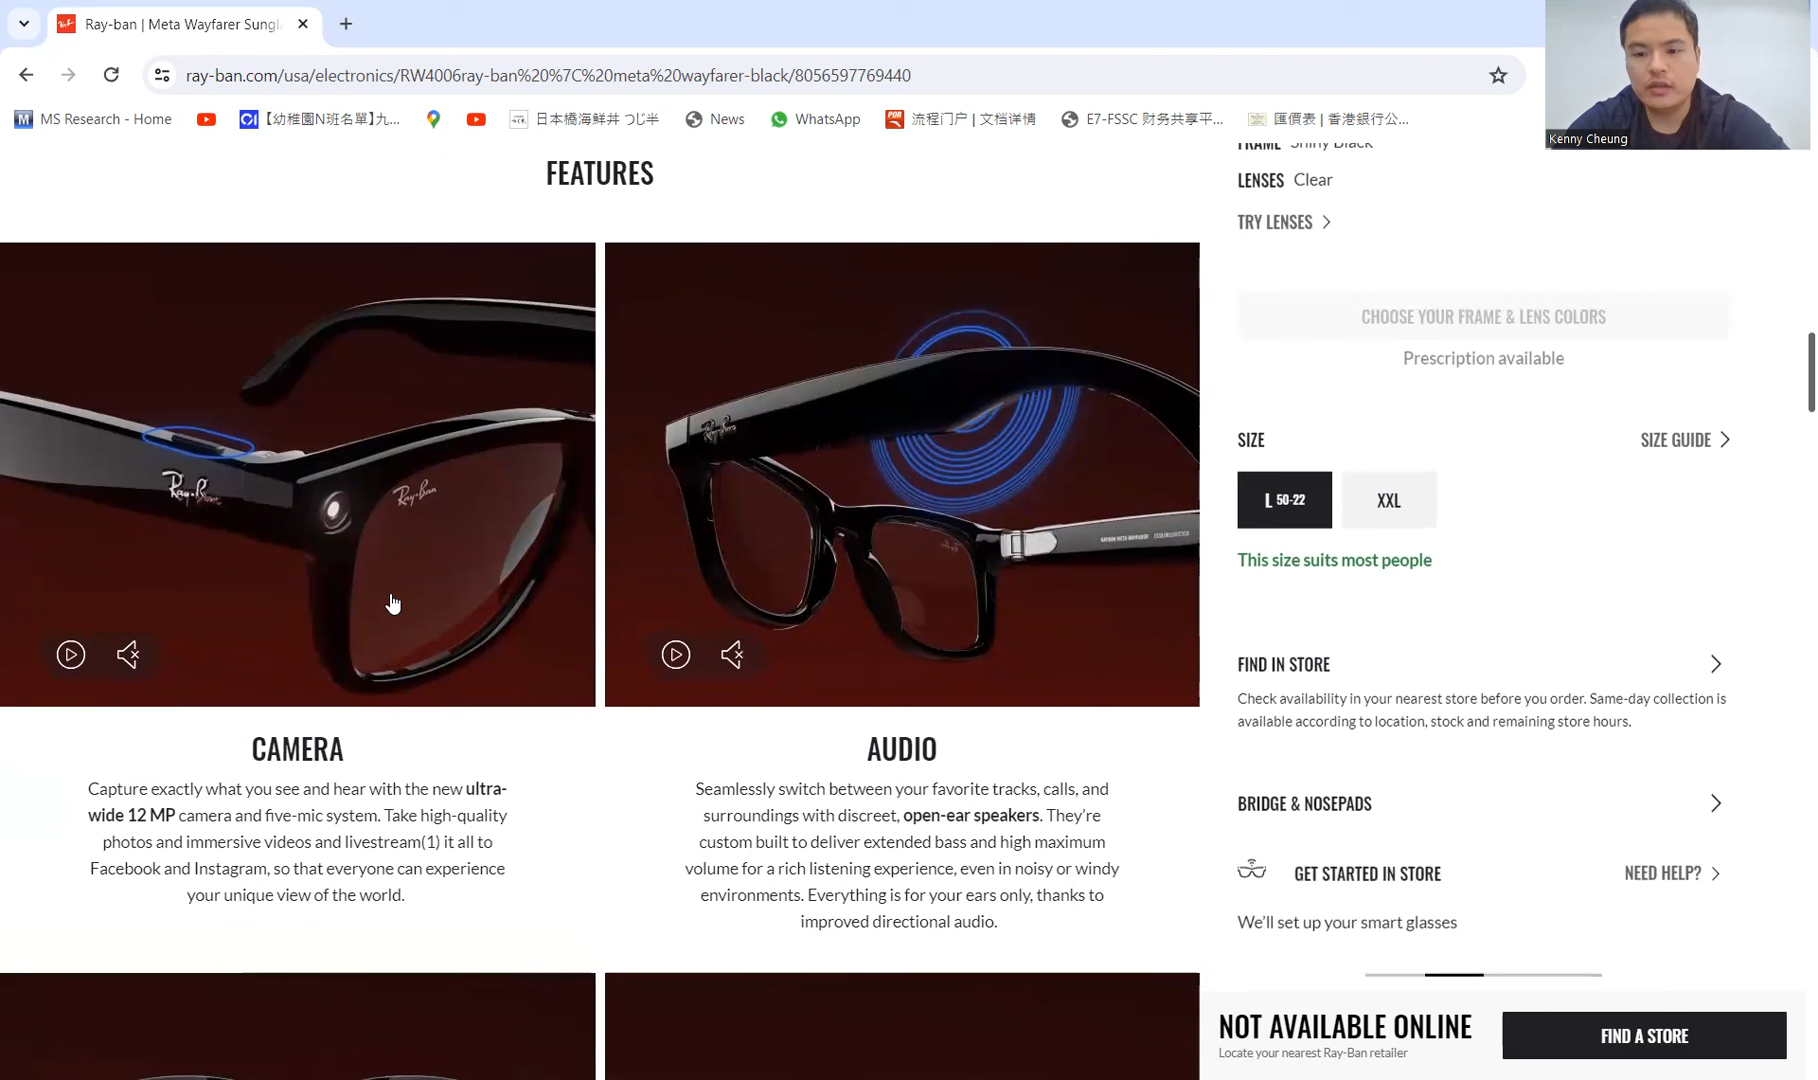 Ray-ban | Meta Wayfarer Sungl
ray-ban.com/usa/electronics/RW4006ray-ban%20%7C%20meta%20wayfarer-black/8056597769440
MS Research - Home
【幼稚園N班名單】九...
日本橋海鮮丼 つじ半
News
WhatsApp
流程门户 | 文档详情
E7-FSSC 财务共享平...
匯價表 | 香港銀行公...
Kenny Cheung
FEATURES
Ray-Ban
Ray-Ban
Ray-Ban
CAMERA
Capture exactly what you see and hear with the new ultra-
wide 12 MP camera and five-mic system. Take high-quality
photos and immersive videos and livestream(1) it all to
Facebook and Instagram, so that everyone can experience
your unique view of the world.
AUDIO
Seamlessly switch between your favorite tracks, calls, and
surroundings with discreet, open-ear speakers. They’re
custom built to deliver extended bass and high maximum
volume for a rich listening experience, even in noisy or windy
environments. Everything is for your ears only, thanks to
improved directional audio.
FRAME Shiny Black
LENSES Clear
TRY LENSES
CHOOSE YOUR FRAME & LENS COLORS
Prescription available
SIZE
SIZE GUIDE
L 50-22
XXL
This size suits most people
FIND IN STORE
Check availability in your nearest store before you order. Same-day collection is
available according to location, stock and remaining store hours.
BRIDGE & NOSEPADS
GET STARTED IN STORE
NEED HELP?
We’ll set up your smart glasses
NOT AVAILABLE ONLINE
Locate your nearest Ray-Ban retailer
FIND A STORE